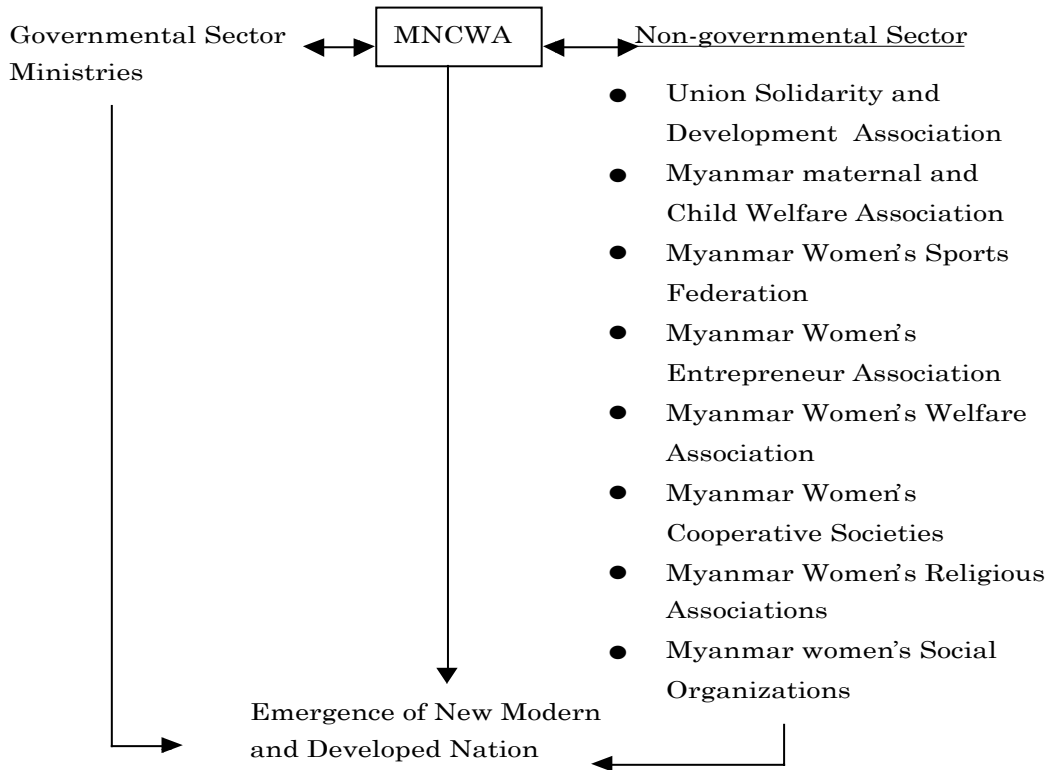 Governmental Sector
Ministries
MNCWA
Non-governmental Sector
● Union Solidarity and
Development Association
● Myanmar maternal and
Child Welfare Association
● Myanmar Women's Sports
Federation
● Myanmar Women's
Entrepreneur Association
● Myanmar Women's Welfare
Association
● Myanmar Women's
Cooperative Societies
● Myanmar Women's Religious
Associations
● Myanmar women's Social
Organizations
Emergence of New Modern
and Developed Nation